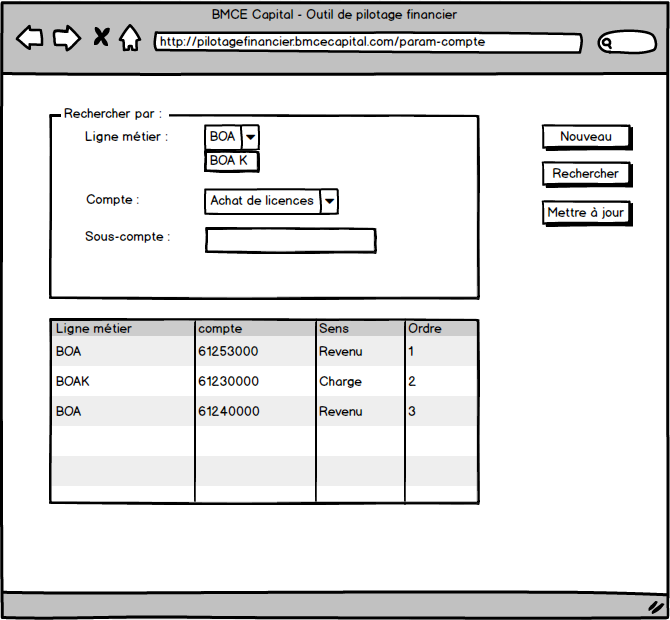 BMCE Capital - Outil de pilotage financier
http://pilotagefinancier.bmcecapital.com/param-compte
Rechercher par :
Ligne métier : BOA
BOA K
Compte : Achat de licences
Sous-compte :
Nouveau
Rechercher
Mettre à jour
Ligne métier compte Sens Ordre
BOA 61253000 Revenu 1
BOAK 61230000 Charge 2
BOA 61240000 Revenu 3